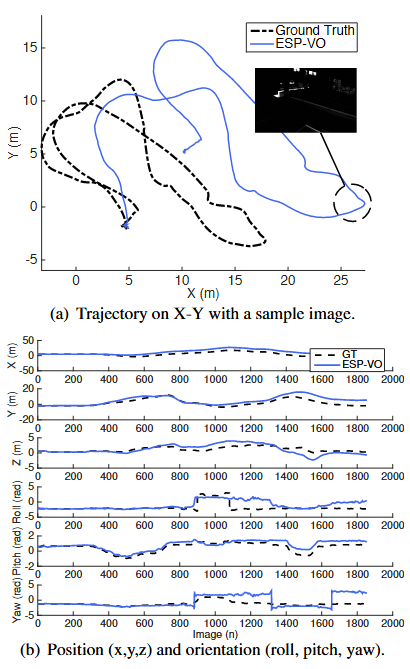 Ground Truth
ESP-VO
15
10
5
0
-5
Y (m)
0 5 10 15 20 25
X (m)
(a) Trajectory on X-Y with a sample image.
X (m)
50
0
-50
GT
ESP-VO
0 200 400 600 800 1000 1200 1400 1600 1800 2000
Y (m)
20
0
-20
0 200 400 600 800 1000 1200 1400 1600 1800 2000
Z (m)
5
0
-5
0 200 400 600 800 1000 1200 1400 1600 1800 2000
Roll (rad)
5
0
-5
0 200 400 600 800 1000 1200 1400 1600 1800 2000
Pitch (rad)
2
0
-2
0 200 400 600 800 1000 1200 1400 1600 1800 2000
Yaw (rad)
5
0
-5
0 200 400 600 800 1000 1200 1400 1600 1800 2000
Image (n)
(b) Position (x,y,z) and orientation (roll, pitch, yaw).